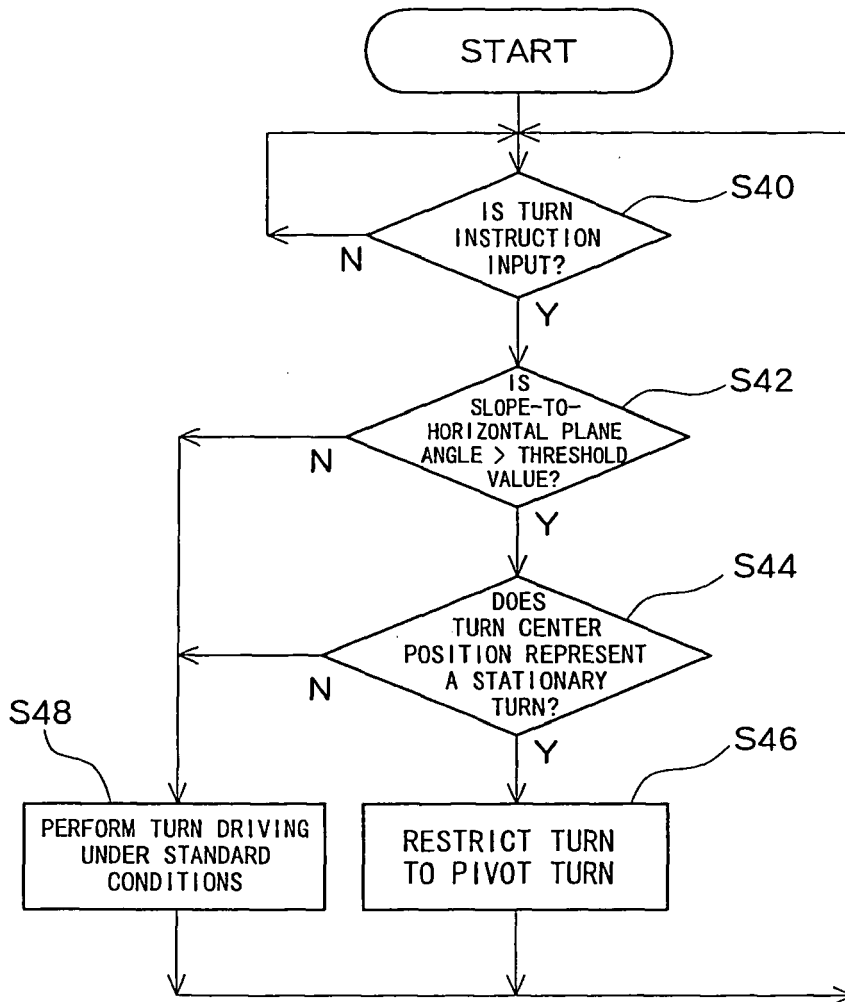 START
S40
IS TURN
INSTRUCTION
INPUT?
N
Y
S42
IS
SLOPE-TO-
HORIZONTAL PLANE
ANGLE > THRESHOLD
VALUE?
N
Y
S44
DOES
TURN CENTER
POSITION REPRESENT
A STATIONARY
TURN?
N
Y
S48
S46
PERFORM TURN DRIVING
UNDER STANDARD
CONDITIONS
RESTRICT TURN
TO PIVOT TURN